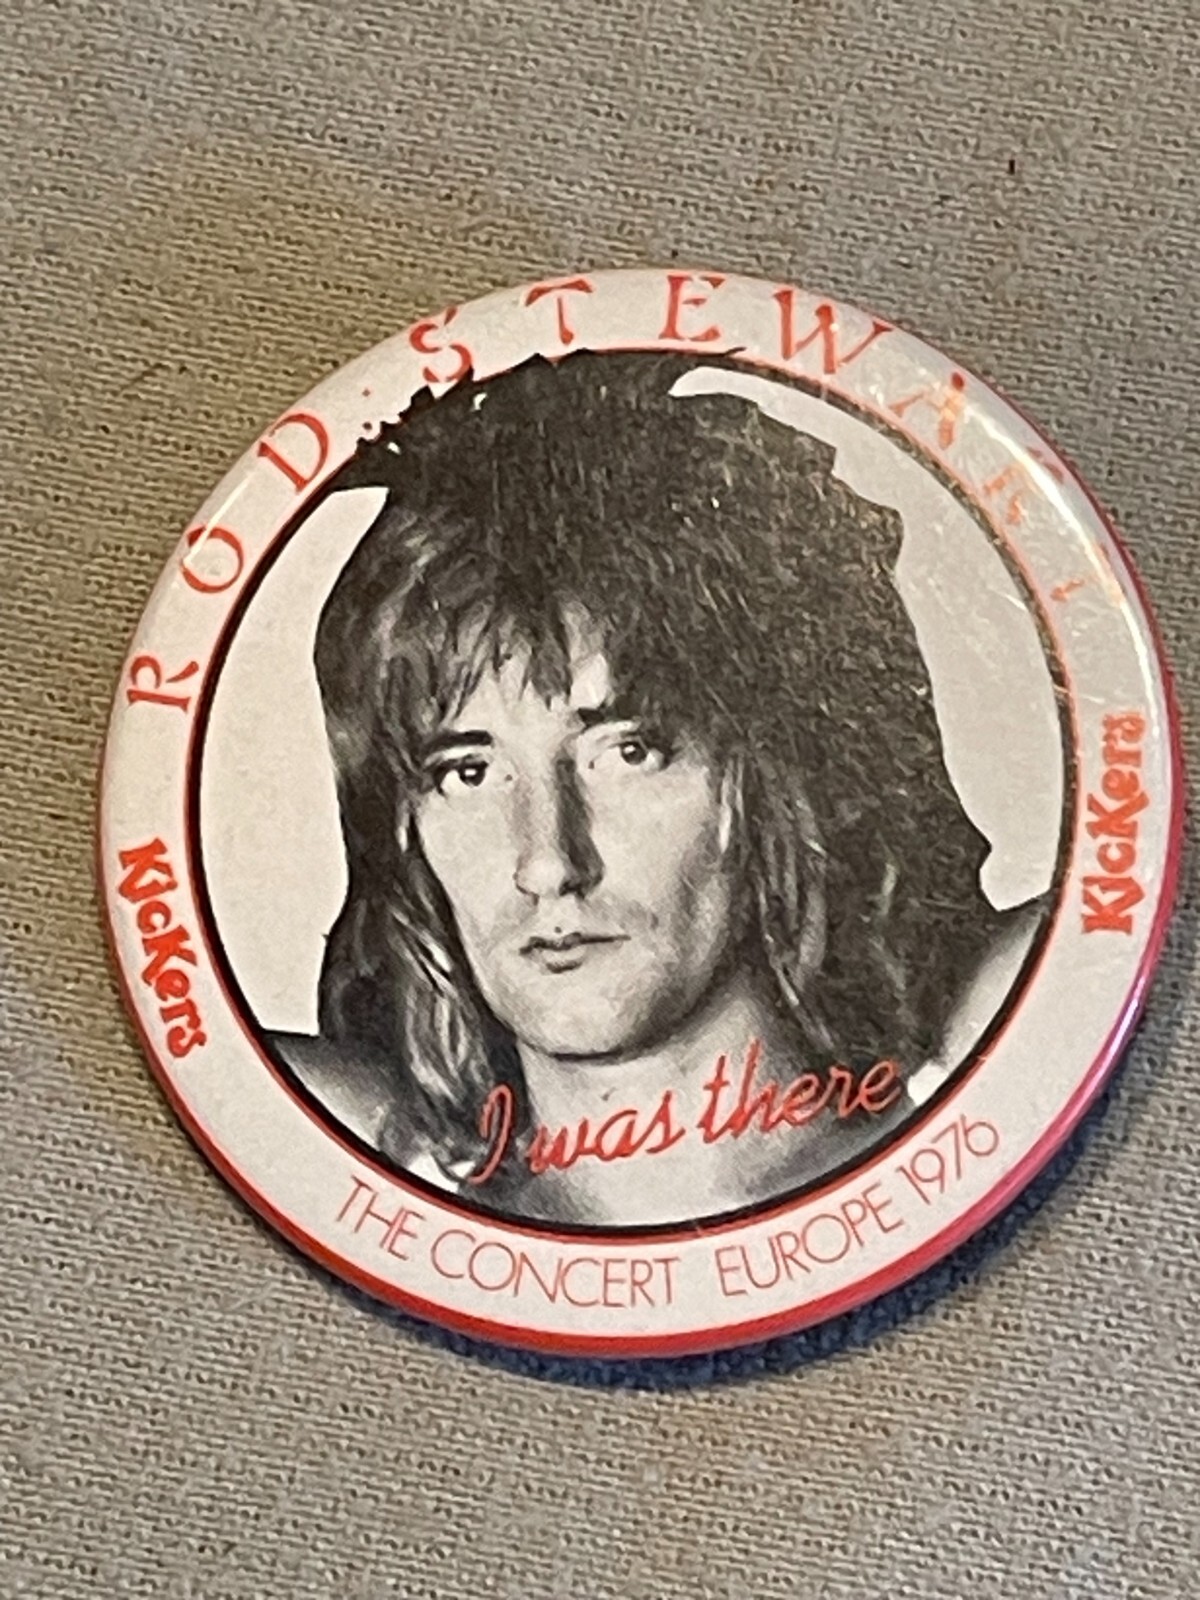 ROD STEWART
KicKers
KicKers
I was there
THE CONCERT EUROPE 1976